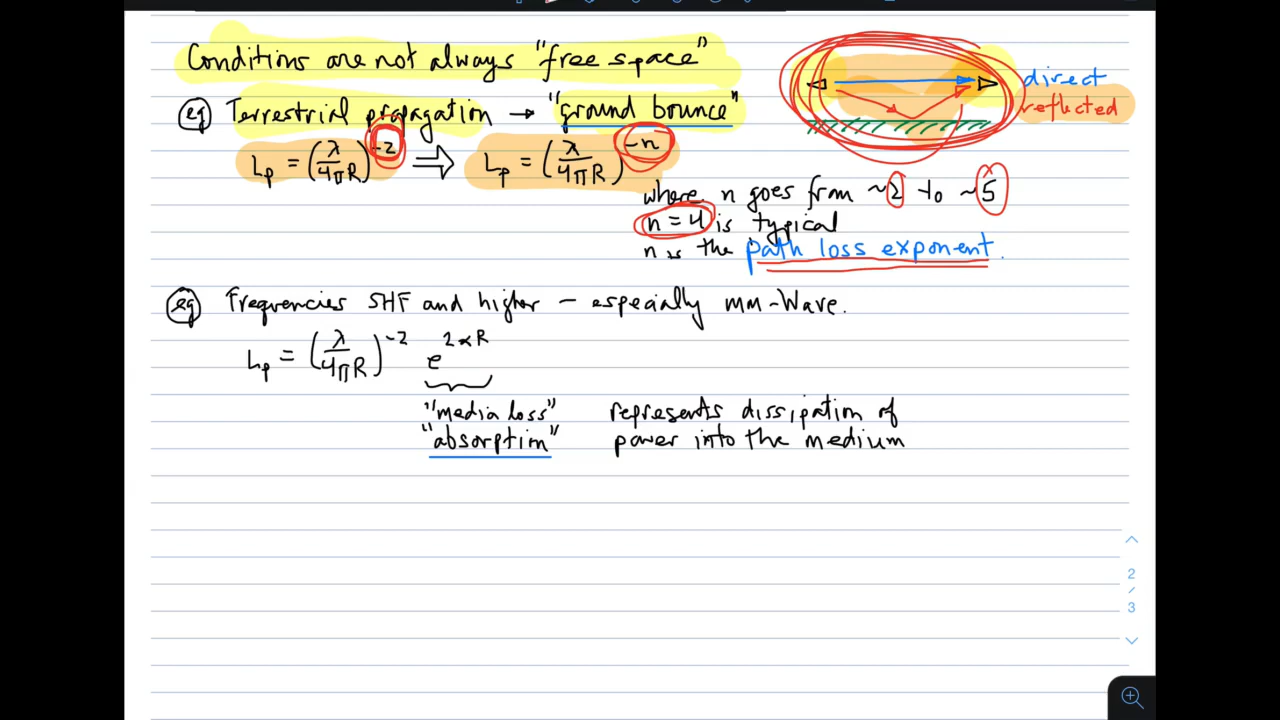 Conditions are not always "free space"
eg Terrestrial propagation → "ground bounce"
direct
reflected
Lp = (λ/4πR)^-2 ⇒ Lp = (λ/4πR)^-n
where n goes from ~2 to ~5
n = 4 is typical
n is the path loss exponent.
eg Frequencies SHF and higher – especially mm-Wave.
Lp = (λ/4πR)^-2 e^2αR
"media loss" represents dissipation of
"absorption" power into the medium
2
/
3